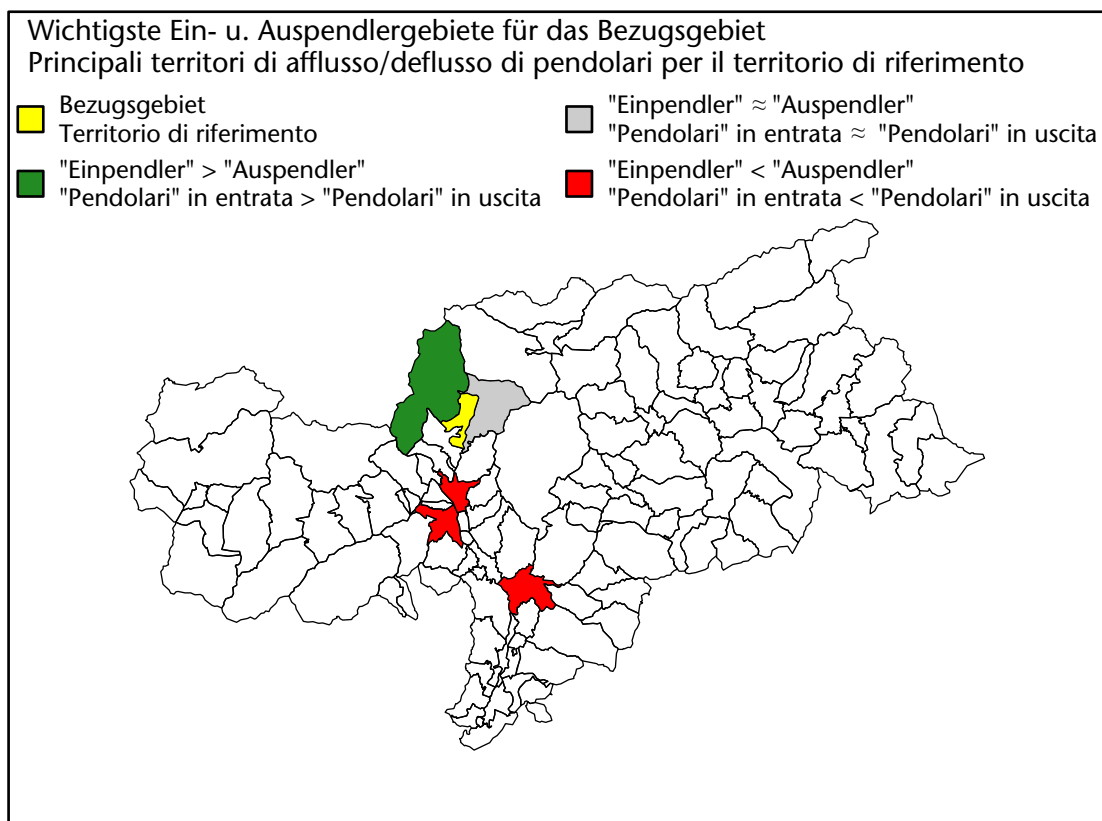 Wichtigste Ein- u. Auspendlergebiete für das Bezugsgebiet
Principali territori di afflusso/deflusso di pendolari per il territorio di riferimento
Bezugsgebiet
Territorio di riferimento
"Einpendler" > "Auspendler"
"Pendolari" in entrata > "Pendolari" in uscita
"Einpendler" ≈ "Auspendler"
"Pendolari" in entrata ≈ "Pendolari" in uscita
"Einpendler" < "Auspendler"
"Pendolari" in entrata < "Pendolari" in uscita